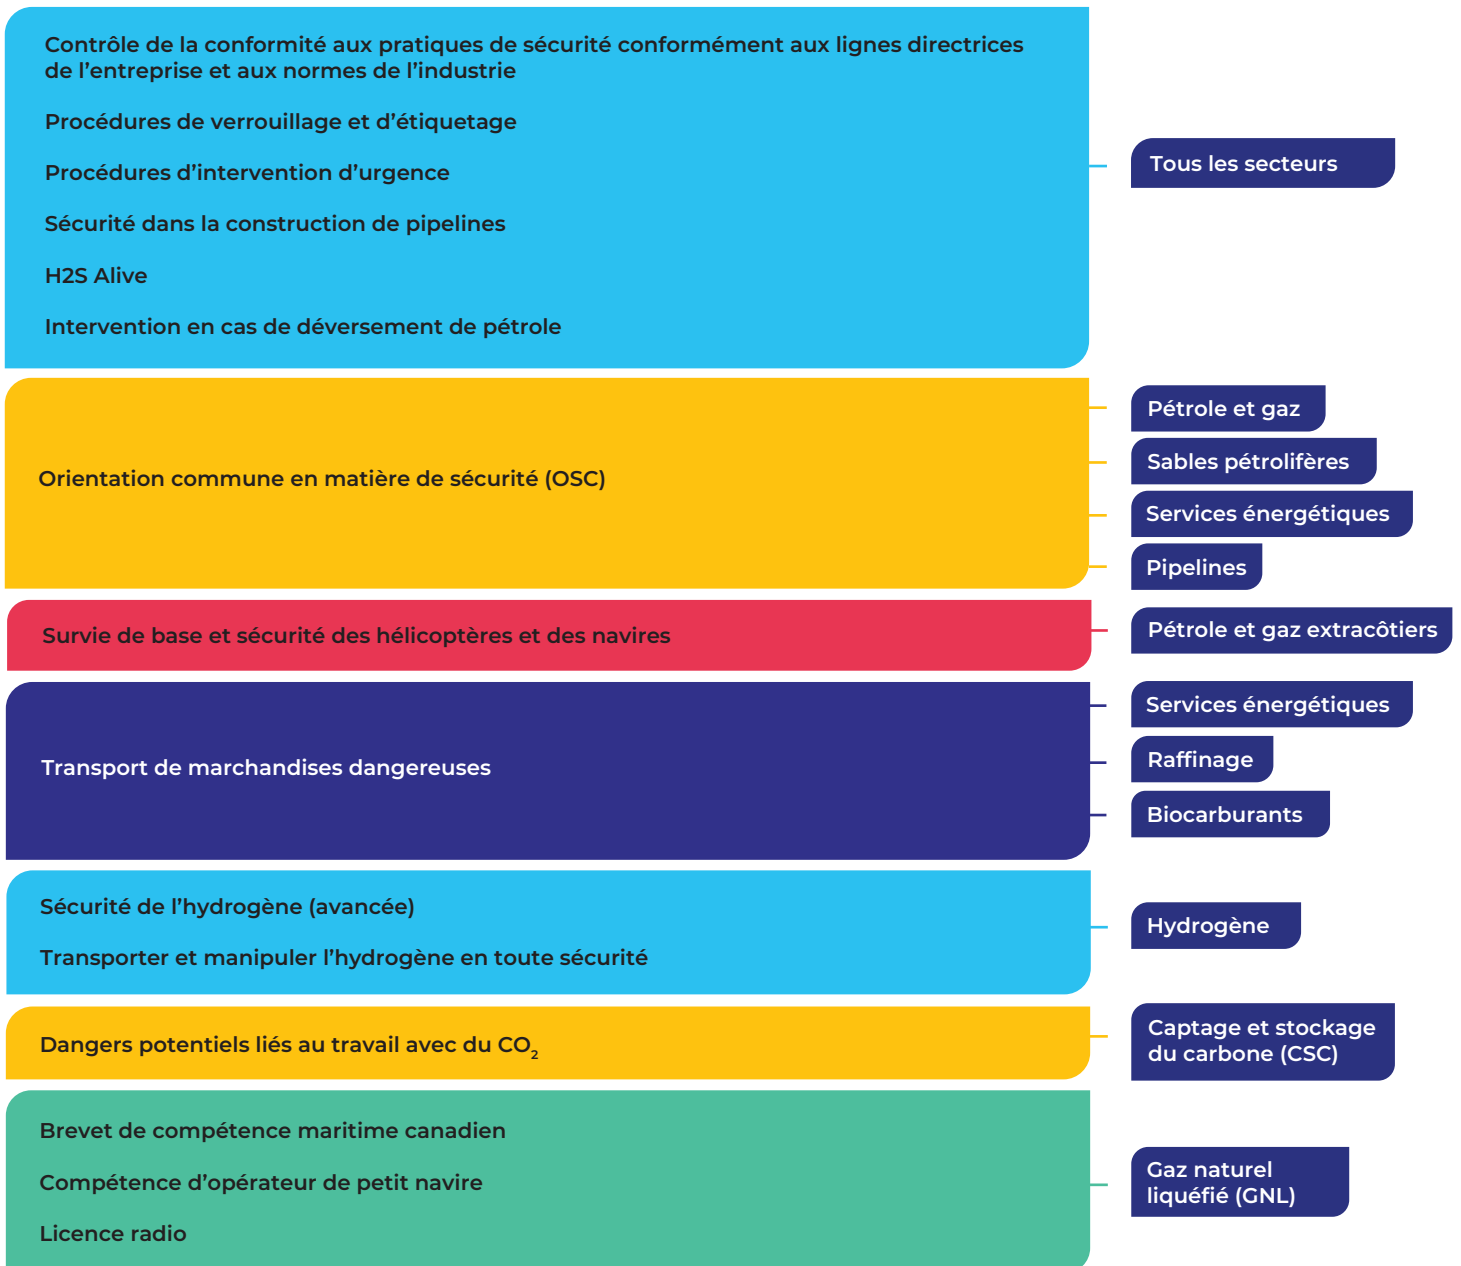 Contrôle de la conformité aux pratiques de sécurité conformément aux lignes directrices
de l’entreprise et aux normes de l’industrie
Procédures de verrouillage et d’étiquetage
Procédures d’intervention d’urgence
Sécurité dans la construction de pipelines
H2S Alive
Intervention en cas de déversement de pétrole
Tous les secteurs
Orientation commune en matière de sécurité (OSC)
Pétrole et gaz
Sables pétrolifères
Services énergétiques
Pipelines
Survie de base et sécurité des hélicoptères et des navires
Pétrole et gaz extracôtiers
Transport de marchandises dangereuses
Services énergétiques
Raffinage
Biocarburants
Sécurité de l’hydrogène (avancée)
Transporter et manipuler l’hydrogène en toute sécurité
Hydrogène
Dangers potentiels liés au travail avec du CO₂
Captage et stockage
du carbone (CSC)
Brevet de compétence maritime canadien
Compétence d’opérateur de petit navire
Licence radio
Gaz naturel
liquéfié (GNL)